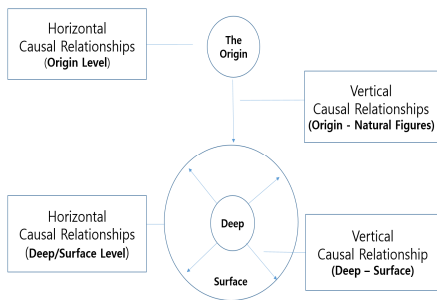 Horizontal
Causal Relationships
(Origin Level)
The
Origin
Vertical
Causal Relationships
(Origin - Natural Figures)
Horizontal
Causal Relationships
(Deep/Surface Level)
Deep
Surface
Vertical
Causal Relationship
(Deep – Surface)